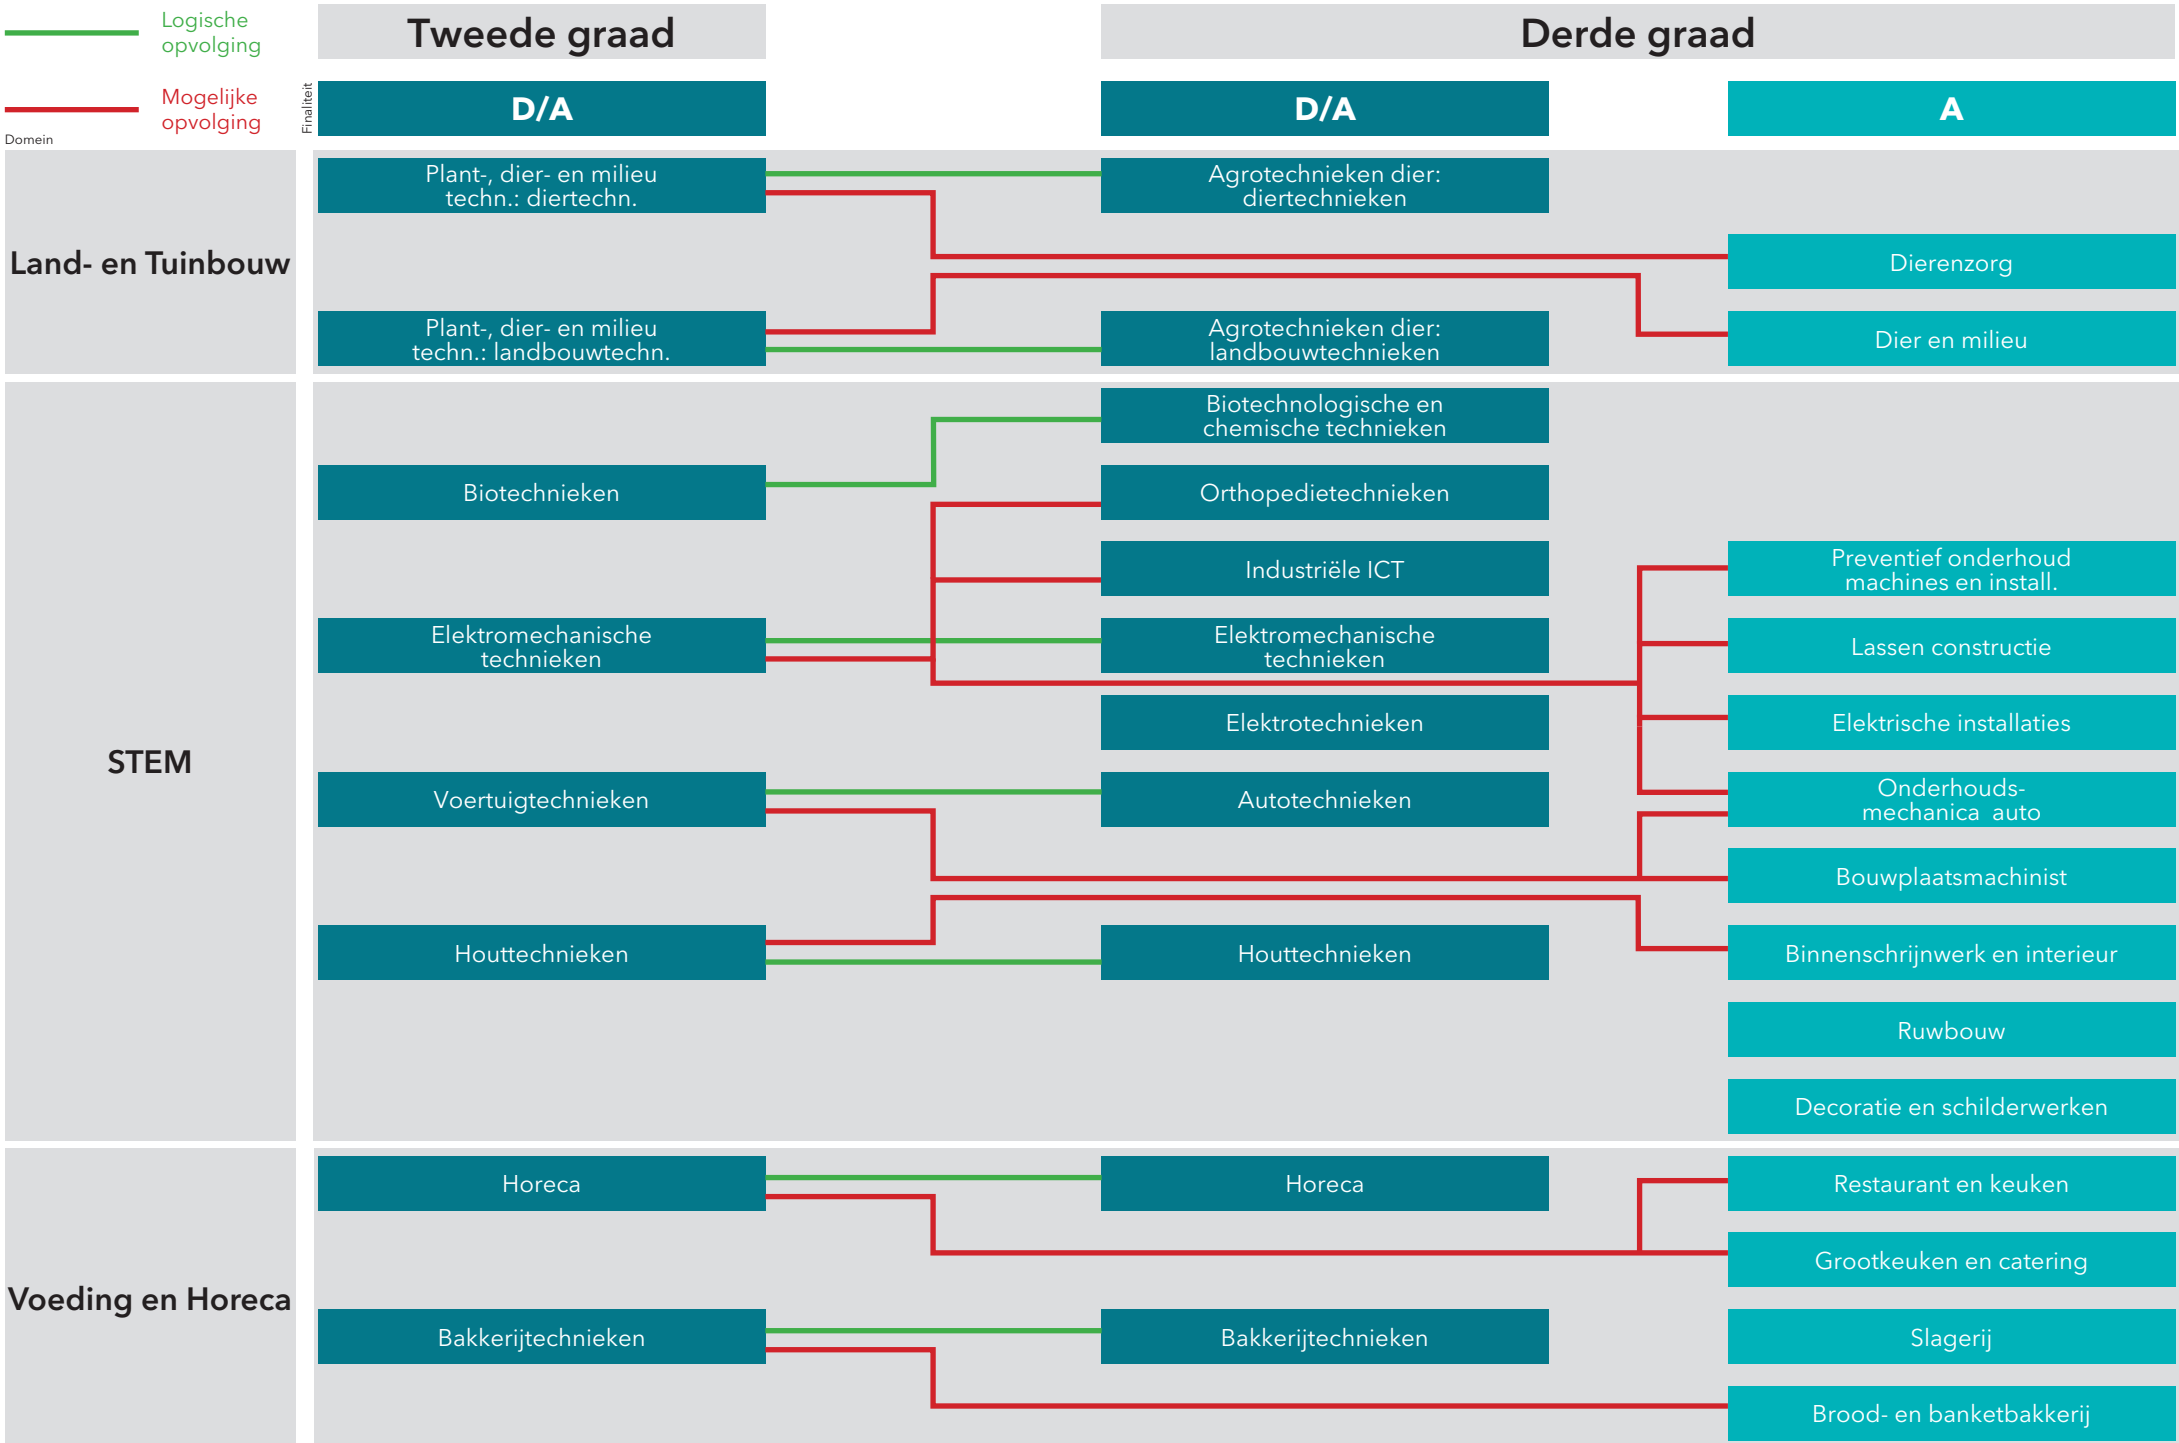 Logische
opvolging
Tweede graad
Derde graad
Mogelijke
opvolging
Finaliteit
D/A
D/A
A
Domein
Land- en Tuinbouw
Plant-, dier- en milieu
techn.: diertechn.
Agrotechnieken dier:
diertechnieken
Dierenzorg
Plant-, dier- en milieu
techn.: landbouwtechn.
Agrotechnieken dier:
landbouwtechnieken
Dier en milieu
STEM
Biotechnologische en
chemische technieken
Biotechnieken
Orthopedietechnieken
Industriële ICT
Preventief onderhoud
machines en install.
Elektromechanische
technieken
Elektromechanische
technieken
Lassen constructie
Elektrotechnieken
Elektrische installaties
Voertuigtechnieken
Autotechnieken
Onderhouds-
mechanica auto
Bouwplaatsmachinist
Houttechnieken
Houttechnieken
Binnenschrijnwerk en interieur
Ruwbouw
Decoratie en schilderwerken
Voeding en Horeca
Horeca
Horeca
Restaurant en keuken
Grootkeuken en catering
Bakkerijtechnieken
Bakkerijtechnieken
Slagerij
Brood- en banketbakkerij